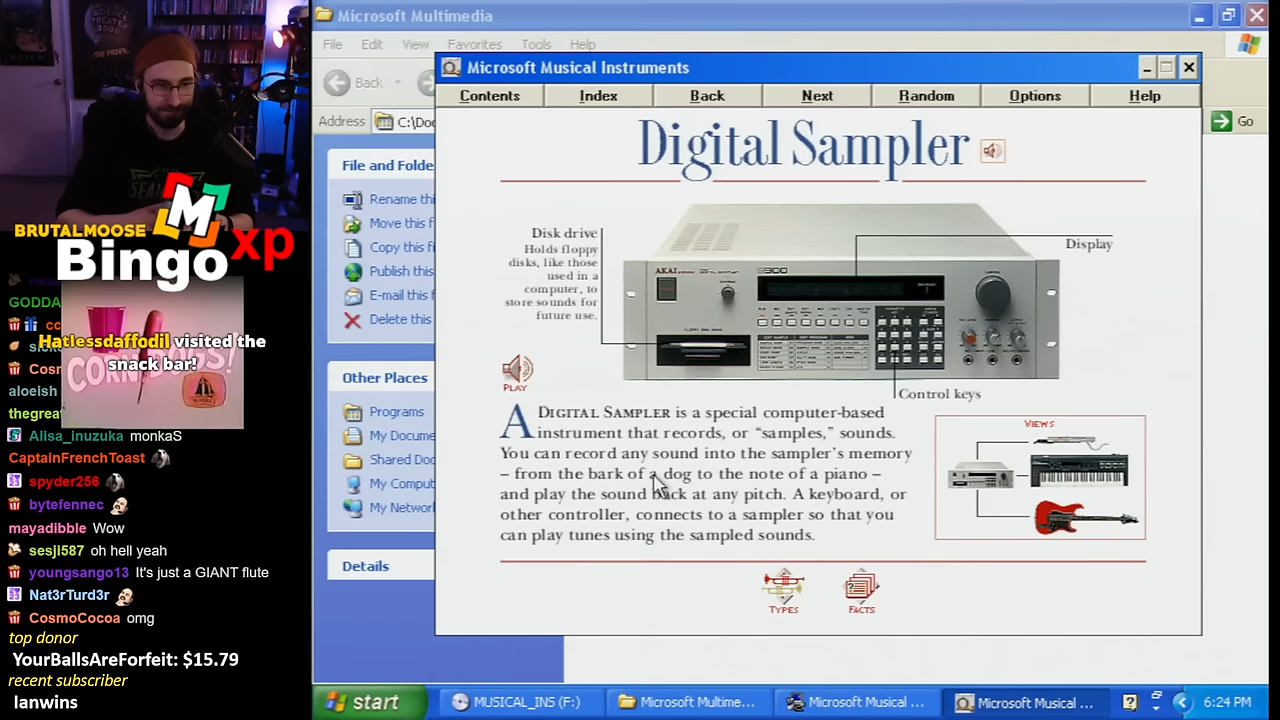 Microsoft Multimedia
File Edit View Favorites Tools Help
Back
Address C:\Doc
Go
File and Folde
Rename thi
Move this f
Copy this fi
Publish this
E-mail this f
Delete this
Other Places
Programs
My Docume
Shared Doc
My Comput
My Network
Details
Microsoft Musical Instruments
Contents Index Back Next Random Options Help
Digital Sampler
Disk drive
Holds floppy
disks, like those
used in a
computer, to
store sounds for
future use.
Display
AKAI
S900
Control keys
PLAY
A DIGITAL SAMPLER is a special computer-based
instrument that records, or “samples,” sounds.
You can record any sound into the sampler's memory
– from the bark of a dog to the note of a piano –
and play the sound back at any pitch. A keyboard, or
other controller, connects to a sampler so that you
can play tunes using the sampled sounds.
VIEWS
TYPES
FACTS
BRUTALMOOSE
M
Bingo xp
GODDA
Hatlessdaffodil visited the
snack bar!
CORN DOGS!
Cosm
aloeish
thegreat
Alisa_inuzuka monkaS
CaptainFrenchToast
spyder256
bytefennec
mayadibble Wow
sesji587 oh hell yeah
youngsango13 It's just a GIANT flute
Nat3rTurd3r
CosmoCocoa omg
top donor
YourBallsAreForfeit: $15.79
recent subscriber
lanwins
start
MUSICAL_INS (F:)
Microsoft Multime...
Microsoft Musical ...
Microsoft Musical ...
6:24 PM